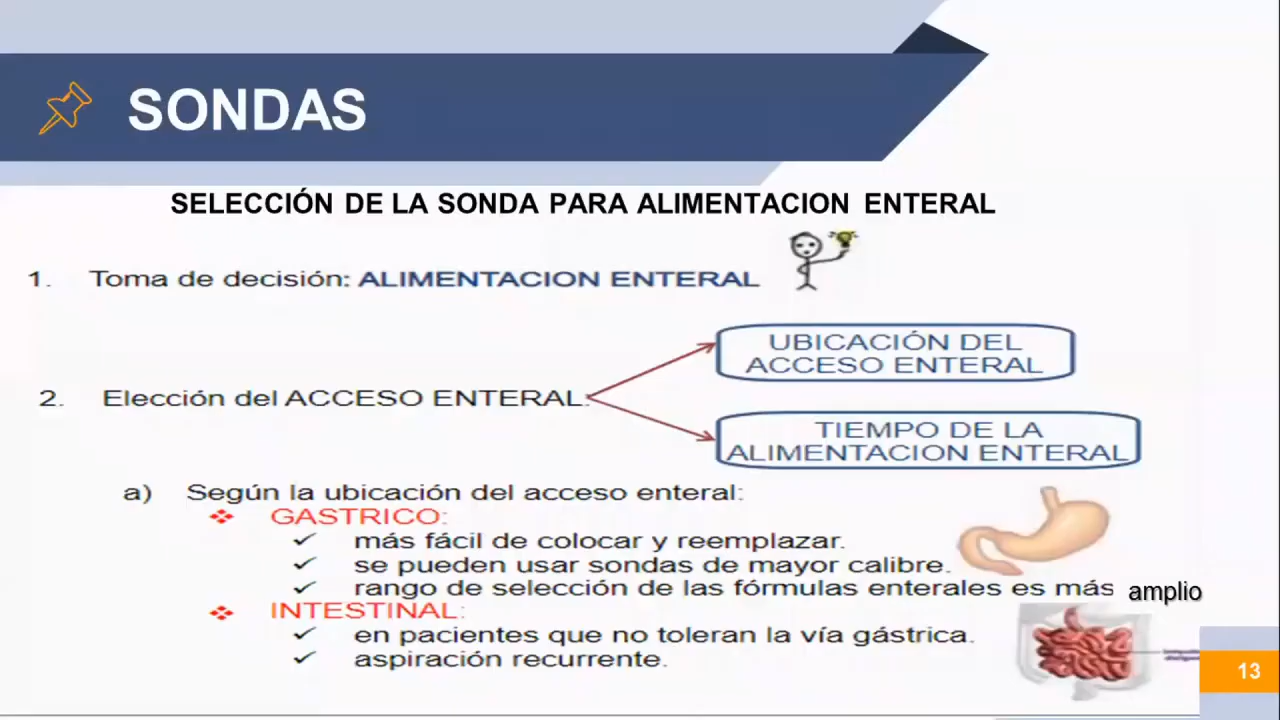 SONDAS
SELECCIÓN DE LA SONDA PARA ALIMENTACION ENTERAL
1. Toma de decisión: ALIMENTACION ENTERAL
UBICACIÓN DEL
ACCESO ENTERAL
2. Elección del ACCESO ENTERAL:
TIEMPO DE LA
ALIMENTACION ENTERAL
a) Según la ubicación del acceso enteral:
GASTRICO:
más fácil de colocar y reemplazar.
se pueden usar sondas de mayor calibre.
rango de selección de las fórmulas enterales es más amplio
INTESTINAL:
en pacientes que no toleran la vía gástrica.
aspiración recurrente.
13